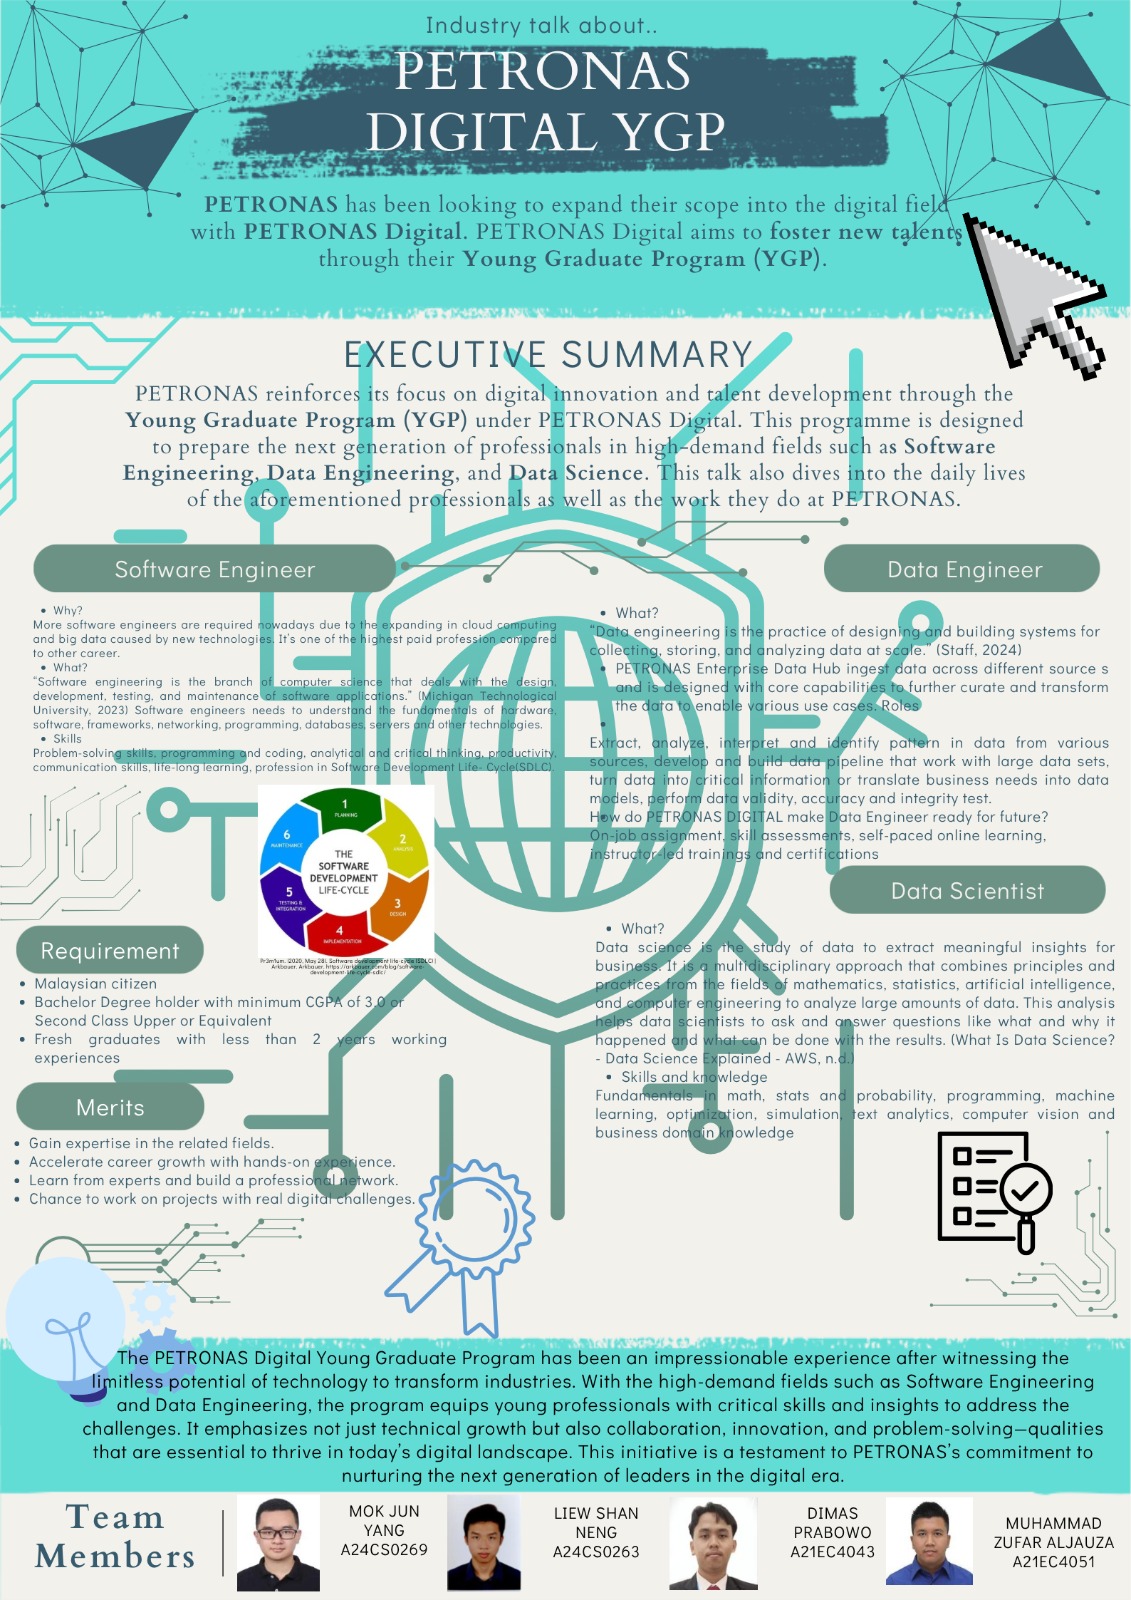 Industry talk about..
PETRONAS
DIGITAL YGP
PETRONAS has been looking to expand their scope into the digital field
with PETRONAS Digital. PETRONAS Digital aims to foster new talents
through their Young Graduate Program (YGP).
EXECUTIVE SUMMARY
PETRONAS reinforces its focus on digital innovation and talent development through the
Young Graduate Program (YGP) under PETRONAS Digital. This programme is designed
to prepare the next generation of professionals in high-demand fields such as Software
Engineering, Data Engineering, and Data Science. This talk also dives into the daily lives
of the aforementioned professionals as well as the work they do at PETRONAS.
Software Engineer
• Why?
More software engineers are required nowadays due to the expanding in cloud computing
and big data caused by new technologies. It's one of the highest paid profession compared
to other career.
• What?
“Software engineering is the branch of computer science that deals with the design,
development, testing, and maintenance of software applications.” (Michigan Technological
University, 2023) Software engineers needs to understand the fundamentals of hardware,
software, frameworks, networking, programming, databases, servers and other technologies.
• Skills
Problem-solving skills, programming and coding, analytical and critical thinking, productivity,
communication skills, life-long learning, profession in Software Development Life- Cycle(SDLC).
1
PLANNING
2
ANALYSIS
3
DESIGN
4
IMPLEMENTATION
5
TESTING &
INTEGRATION
6
MAINTENANCE
THE
SOFTWARE
DEVELOPMENT
LIFE-CYCLE
Pr3m1um. (2020, May 28). Software development life-cycle (SDLC) |
Arkbauer. Arkbauer. https://arkbauer.com/blog/software-
development-life-cycle-sdlc/
Requirement
• Malaysian citizen
• Bachelor Degree holder with minimum CGPA of 3.0 or
Second Class Upper or Equivalent
• Fresh graduates with less than 2 years working
experiences
Merits
• Gain expertise in the related fields.
• Accelerate career growth with hands-on experience.
• Learn from experts and build a professional network.
• Chance to work on projects with real digital challenges.
Data Engineer
• What?
“Data engineering is the practice of designing and building systems for
collecting, storing, and analyzing data at scale.” (Staff, 2024)
• PETRONAS Enterprise Data Hub ingest data across different source s
and is designed with core capabilities to further curate and transform
the data to enable various use cases. Roles
•
Extract, analyze, interpret and identify pattern in data from various
sources, develop and build data pipeline that work with large data sets,
turn data into critical information or translate business needs into data
models, perform data validity, accuracy and integrity test.
• How do PETRONAS DIGITAL make Data Engineer ready for future?
On-job assignment, skill assessments, self-paced online learning,
instructor-led trainings and certifications
Data Scientist
• What?
Data science is the study of data to extract meaningful insights for
business. It is a multidisciplinary approach that combines principles and
practices from the fields of mathematics, statistics, artificial intelligence,
and computer engineering to analyze large amounts of data. This analysis
helps data scientists to ask and answer questions like what and why it
happened and what can be done with the results. (What Is Data Science?
- Data Science Explained - AWS, n.d.)
• Skills and knowledge
Fundamentals in math, stats and probability, programming, machine
learning, optimization, simulation, text analytics, computer vision and
business domain knowledge
The PETRONAS Digital Young Graduate Program has been an impressionable experience after witnessing the
limitless potential of technology to transform industries. With the high-demand fields such as Software Engineering
and Data Engineering, the program equips young professionals with critical skills and insights to address the
challenges. It emphasizes not just technical growth but also collaboration, innovation, and problem-solving—qualities
that are essential to thrive in today's digital landscape. This initiative is a testament to PETRONAS's commitment to
nurturing the next generation of leaders in the digital era.
Team
Members
MOK JUN
YANG
A24CS0269
LIEW SHAN
NENG
A24CS0263
DIMAS
PRABOWO
A21EC4043
MUHAMMAD
ZUFAR ALJAUZA
A21EC4051